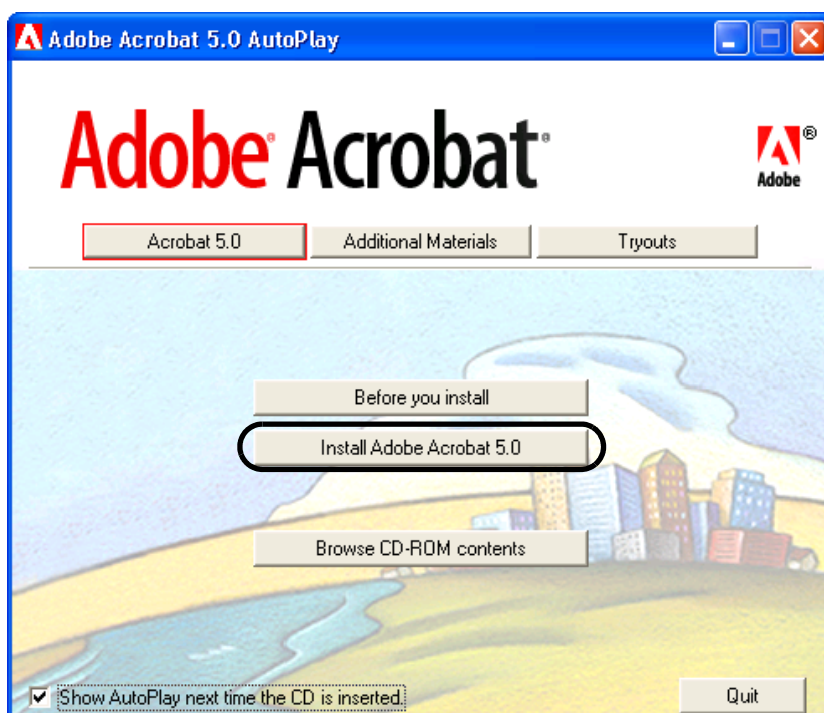 Adobe Acrobat 5.0 AutoPlay
Adobe® Acrobat®
®
Adobe
Acrobat 5.0
Additional Materials
Tryouts
Before you install
Install Adobe Acrobat 5.0
Browse CD-ROM contents
Show AutoPlay next time the CD is inserted.
Quit